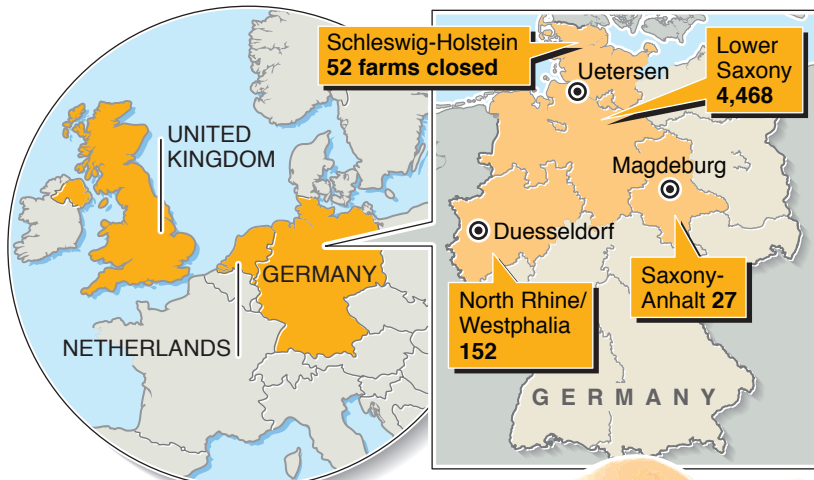 UNITED
KINGDOM
GERMANY
NETHERLANDS
Schleswig-Holstein
52 farms closed
Uetersen
Lower
Saxony
4,468
Magdeburg
Duesseldorf
Saxony-
Anhalt 27
North Rhine/
Westphalia
152
GERMANY